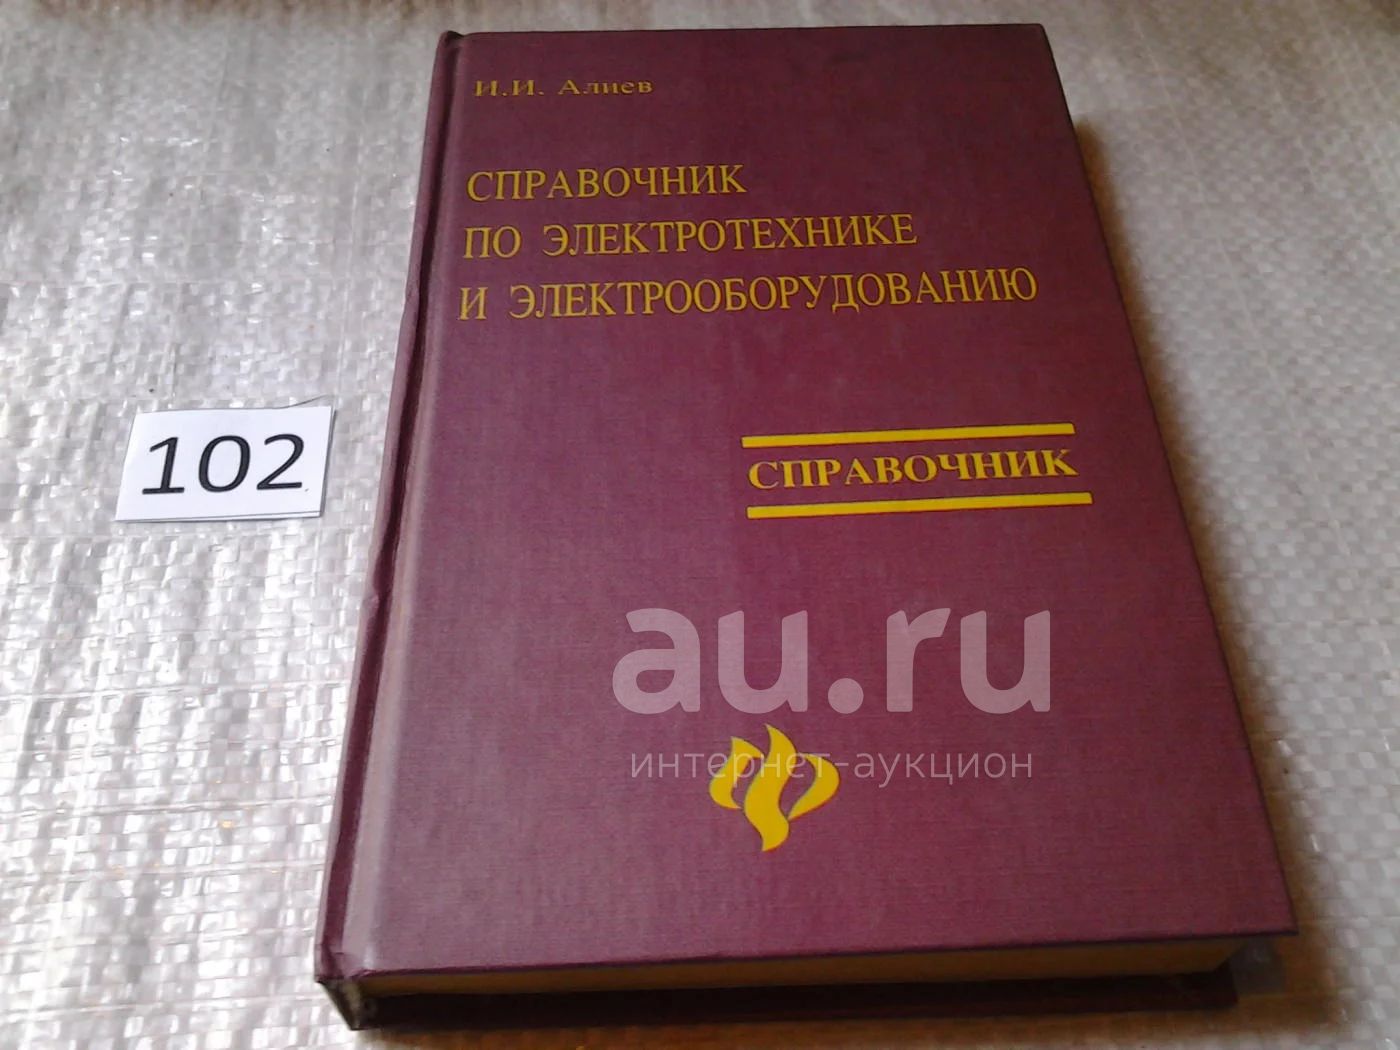 И.И. Алиев
СПРАВОЧНИК
ПО ЭЛЕКТРОТЕХНИКЕ
И ЭЛЕКТРООБОРУДОВАНИЮ
102
СПРАВОЧНИК
au.ru
интернет-аукцион